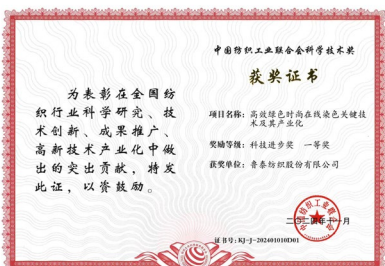 中国纺织工业联合会科学技术奖
获奖证书
为表彰在全国纺
织行业科学研究、技
术创新、成果推广、
高新技术产业化中做
出的突出贡献，特发
此证，以资鼓励。
项目名称：高效绿色时尚在线染色关键技
术及其产业化
奖励等级：科技进步奖 一等奖
获奖单位：鲁泰纺织股份有限公司
二〇二四年十一月
证书号：KJ-J-202401010D01